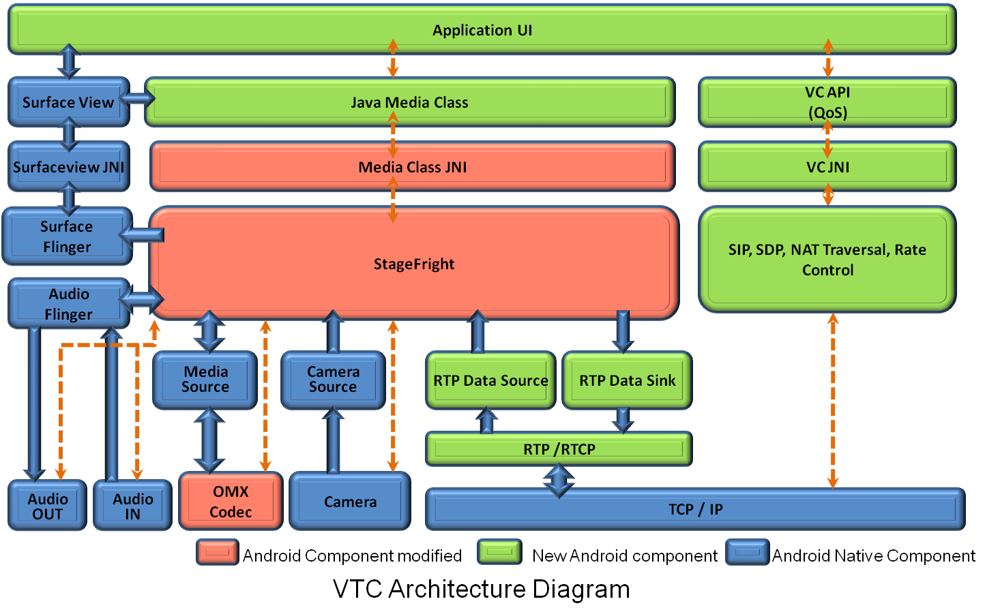 Application UI
Surface View
Java Media Class
VC API
(QoS)
Surfaceview JNI
Media Class JNI
VC JNI
Surface
Flinger
StageFright
SIP, SDP, NAT Traversal, Rate
Control
Audio
Flinger
Media
Source
Camera
Source
RTP Data Source
RTP Data Sink
RTP /RTCP
Audio
OUT
Audio
IN
OMX
Codec
Camera
TCP / IP
Android Component modified
New Android component
Android Native Component
VTC Architecture Diagram